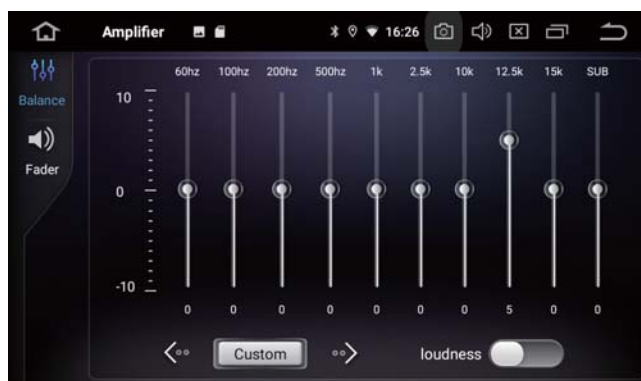 Amplifier 16:26
60hz 100hz 200hz 500hz 1k 2.5k 10k 12.5k 15k SUB
Balance
10
Fader
0
-10
0 0 0 0 0 0 0 5 0 0
Custom loudness